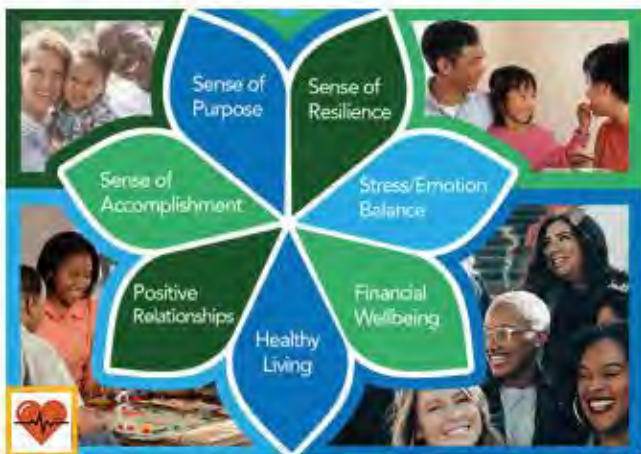 Sense of
Purpose
Sense of
Resilience
Sense of
Accomplishment
Stress/Emotion
Balance
Positive
Relationships
Financial
Wellbeing
Healthy
Living